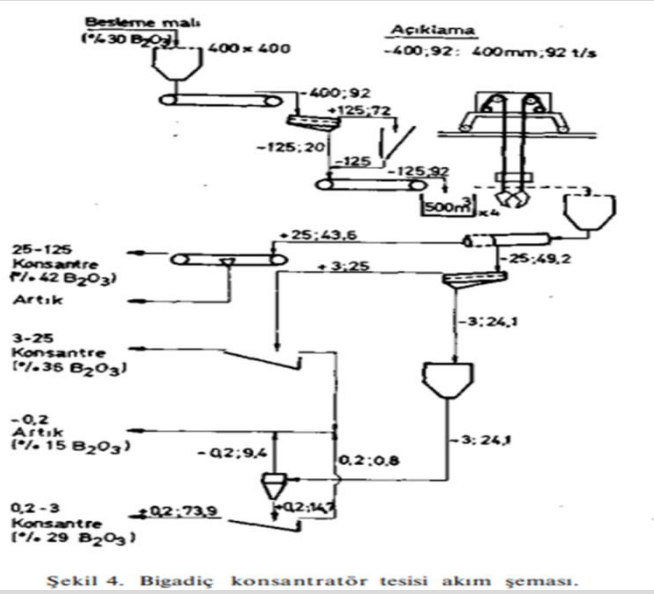 Besleme malı
(%30 B₂O₃)
400 x 400
Açıklama
-400;92: 400mm;92 t/s
-400;92
+125;72
-125;20
-125
-125;92
500m³ x4
+25;43,6
-25;49,2
25-125
Konsantre
(% 42 B₂O₃)
Artık
+3;25
-3;24,1
3-25
Konsantre
(% 36 B₂O₃)
-0,2
Artık
(% 15 B₂O₃)
-0,2;9,4
0,2;0,8
-3;24,1
0,2-3
Konsantre
(% 29 B₂O₃)
+0,2;73,9
+0,2;14,7
Şekil 4. Bigadiç konsantratör tesisi akım şeması.